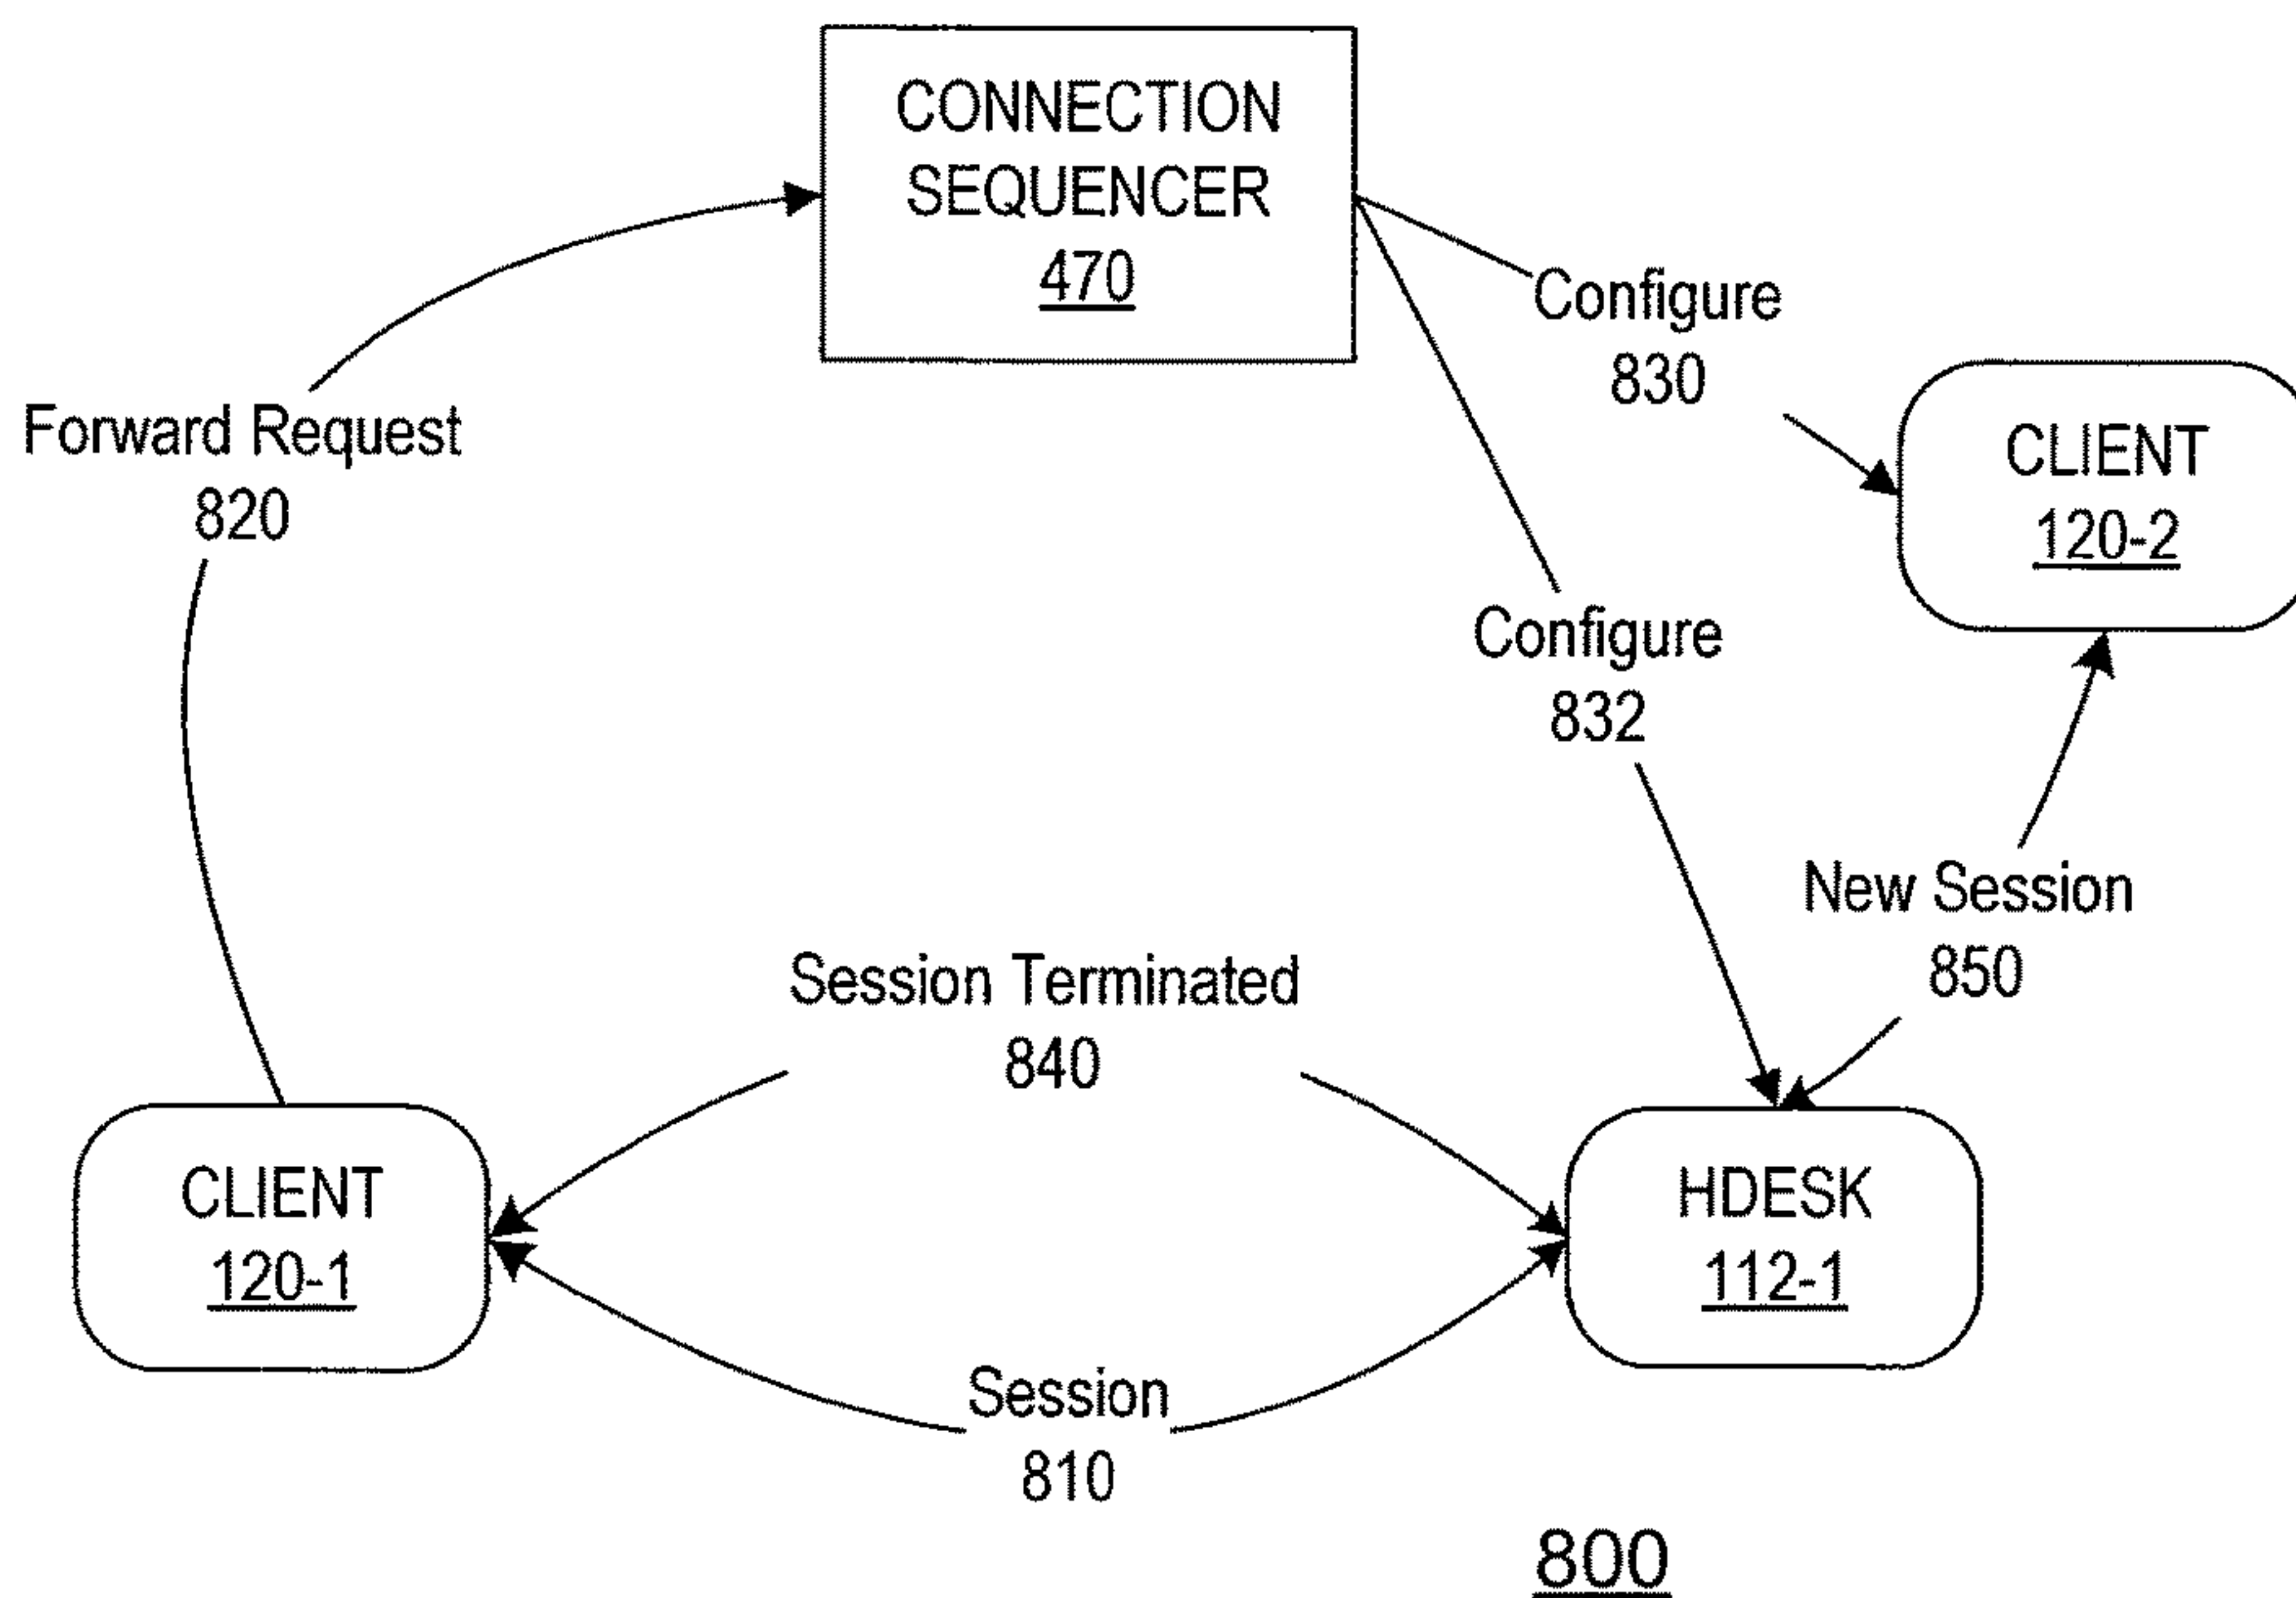 CONNECTION
SEQUENCER
470
Configure
830
Forward Request
820
CLIENT
120-2
Configure
832
New Session
850
Session Terminated
840
CLIENT
120-1
HDESK
112-1
Session
810
800